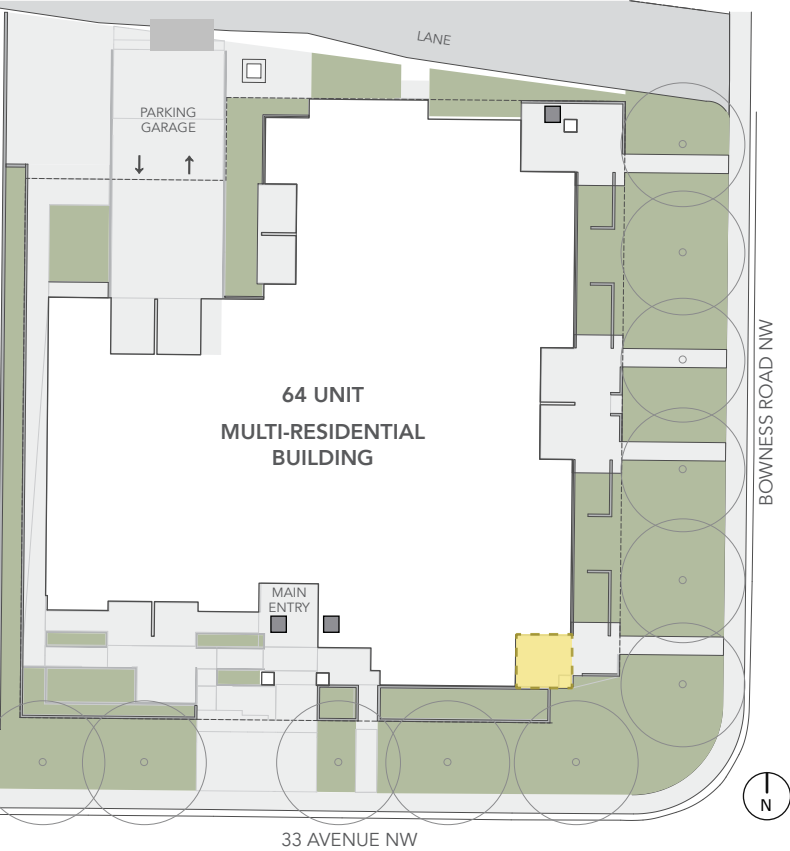 LANE
PARKING
GARAGE
64 UNIT
MULTI-RESIDENTIAL
BUILDING
BOWNESS ROAD NW
MAIN
ENTRY
N
33 AVENUE NW